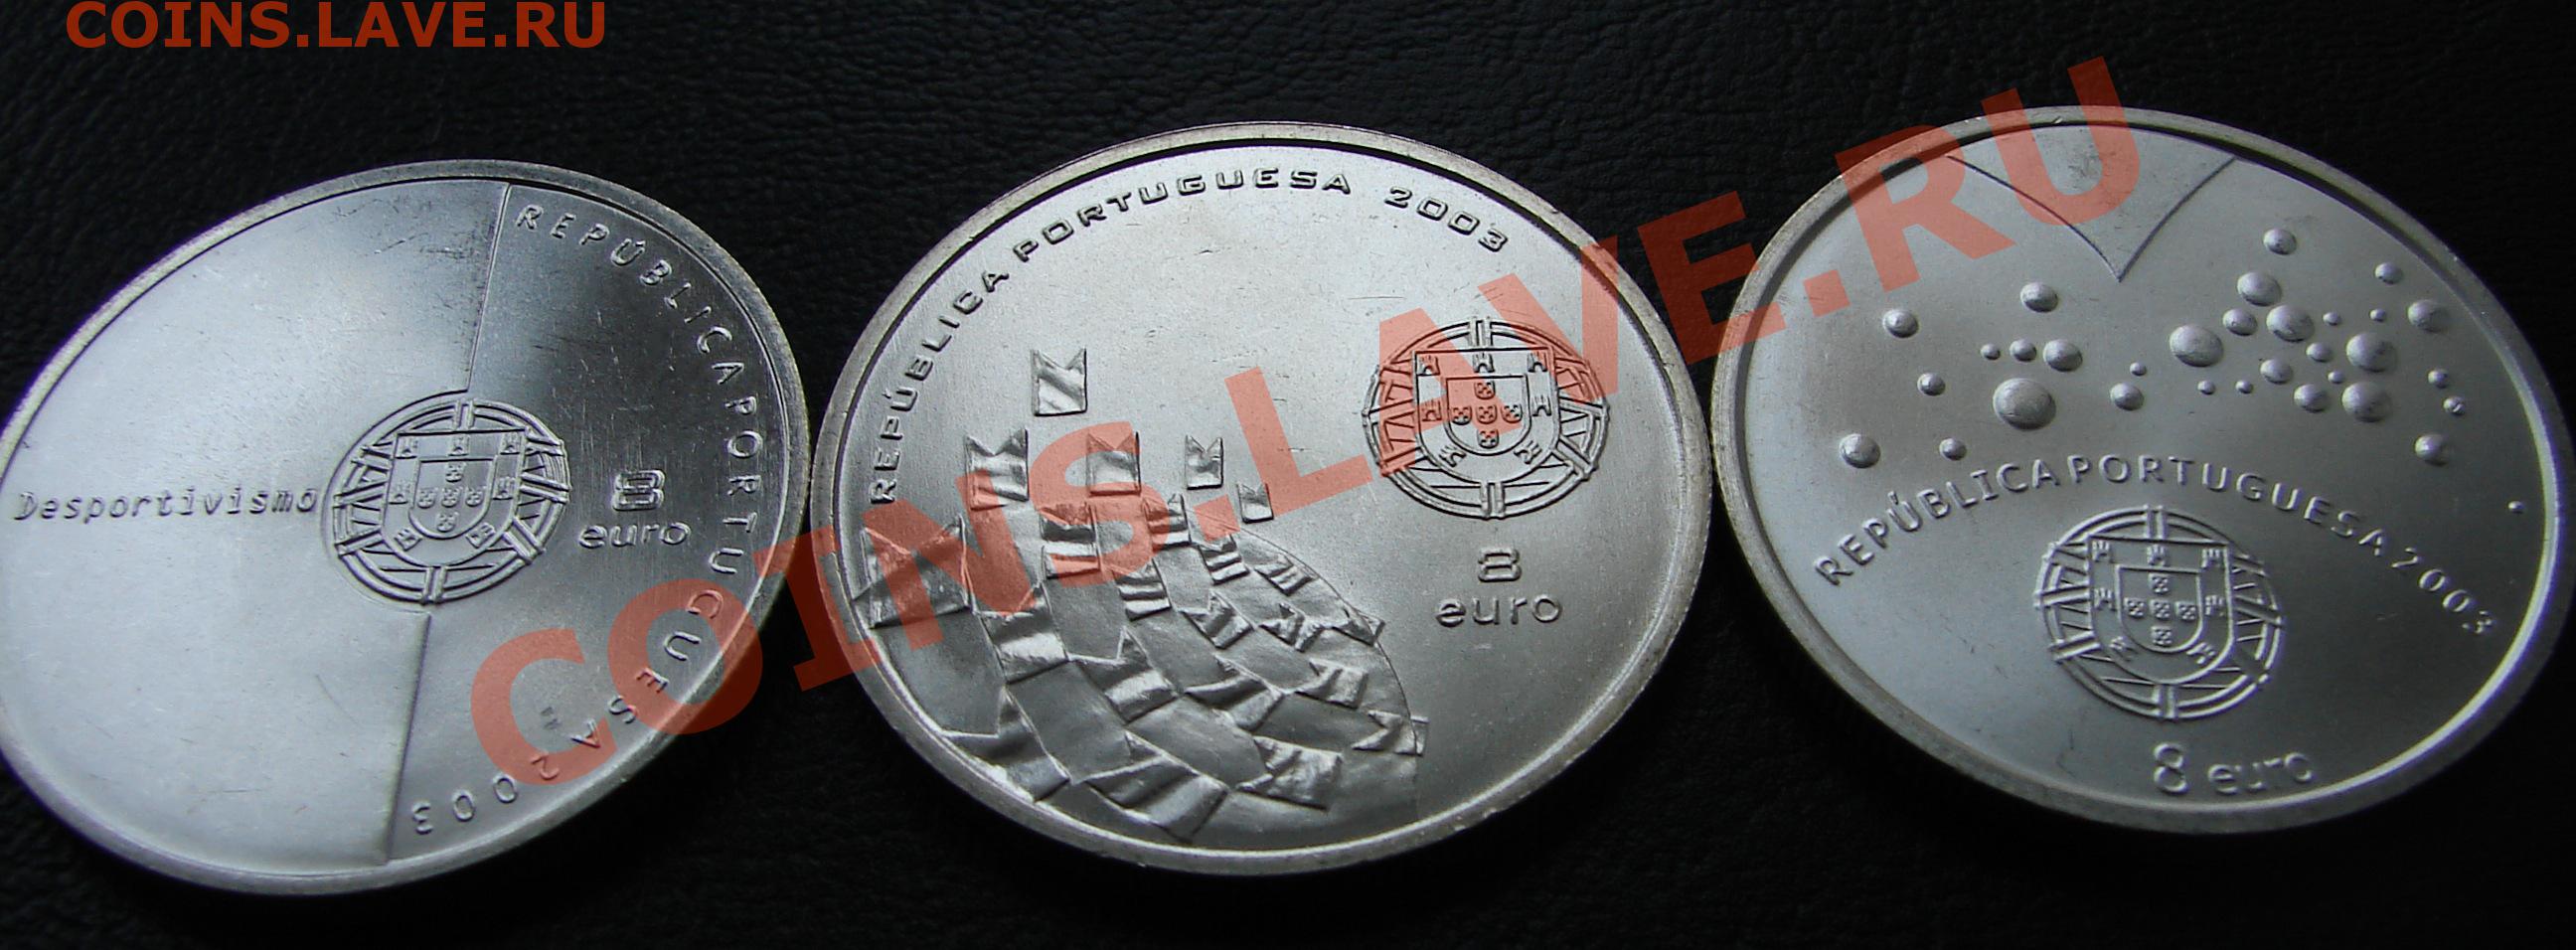 COINS.LAVE.RU
REPÚBLICA PORTUGUESA 2003
Desportivismo
8
euro
REPÚBLICA PORTUGUESA 2003
8
euro
REPÚBLICA PORTUGUESA 2003
8 euro
COINS.LAVE.RU